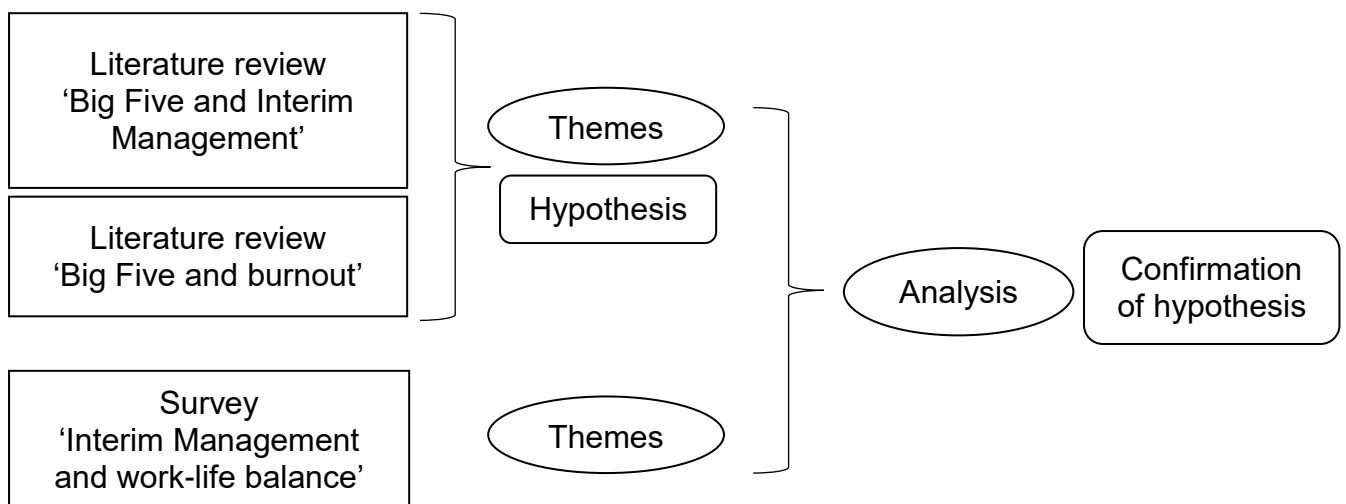 Literature review
‘Big Five and Interim
Management’
Literature review
‘Big Five and burnout’
Survey
‘Interim Management
and work-life balance’
Themes
Hypothesis
Themes
Analysis
Confirmation
of hypothesis